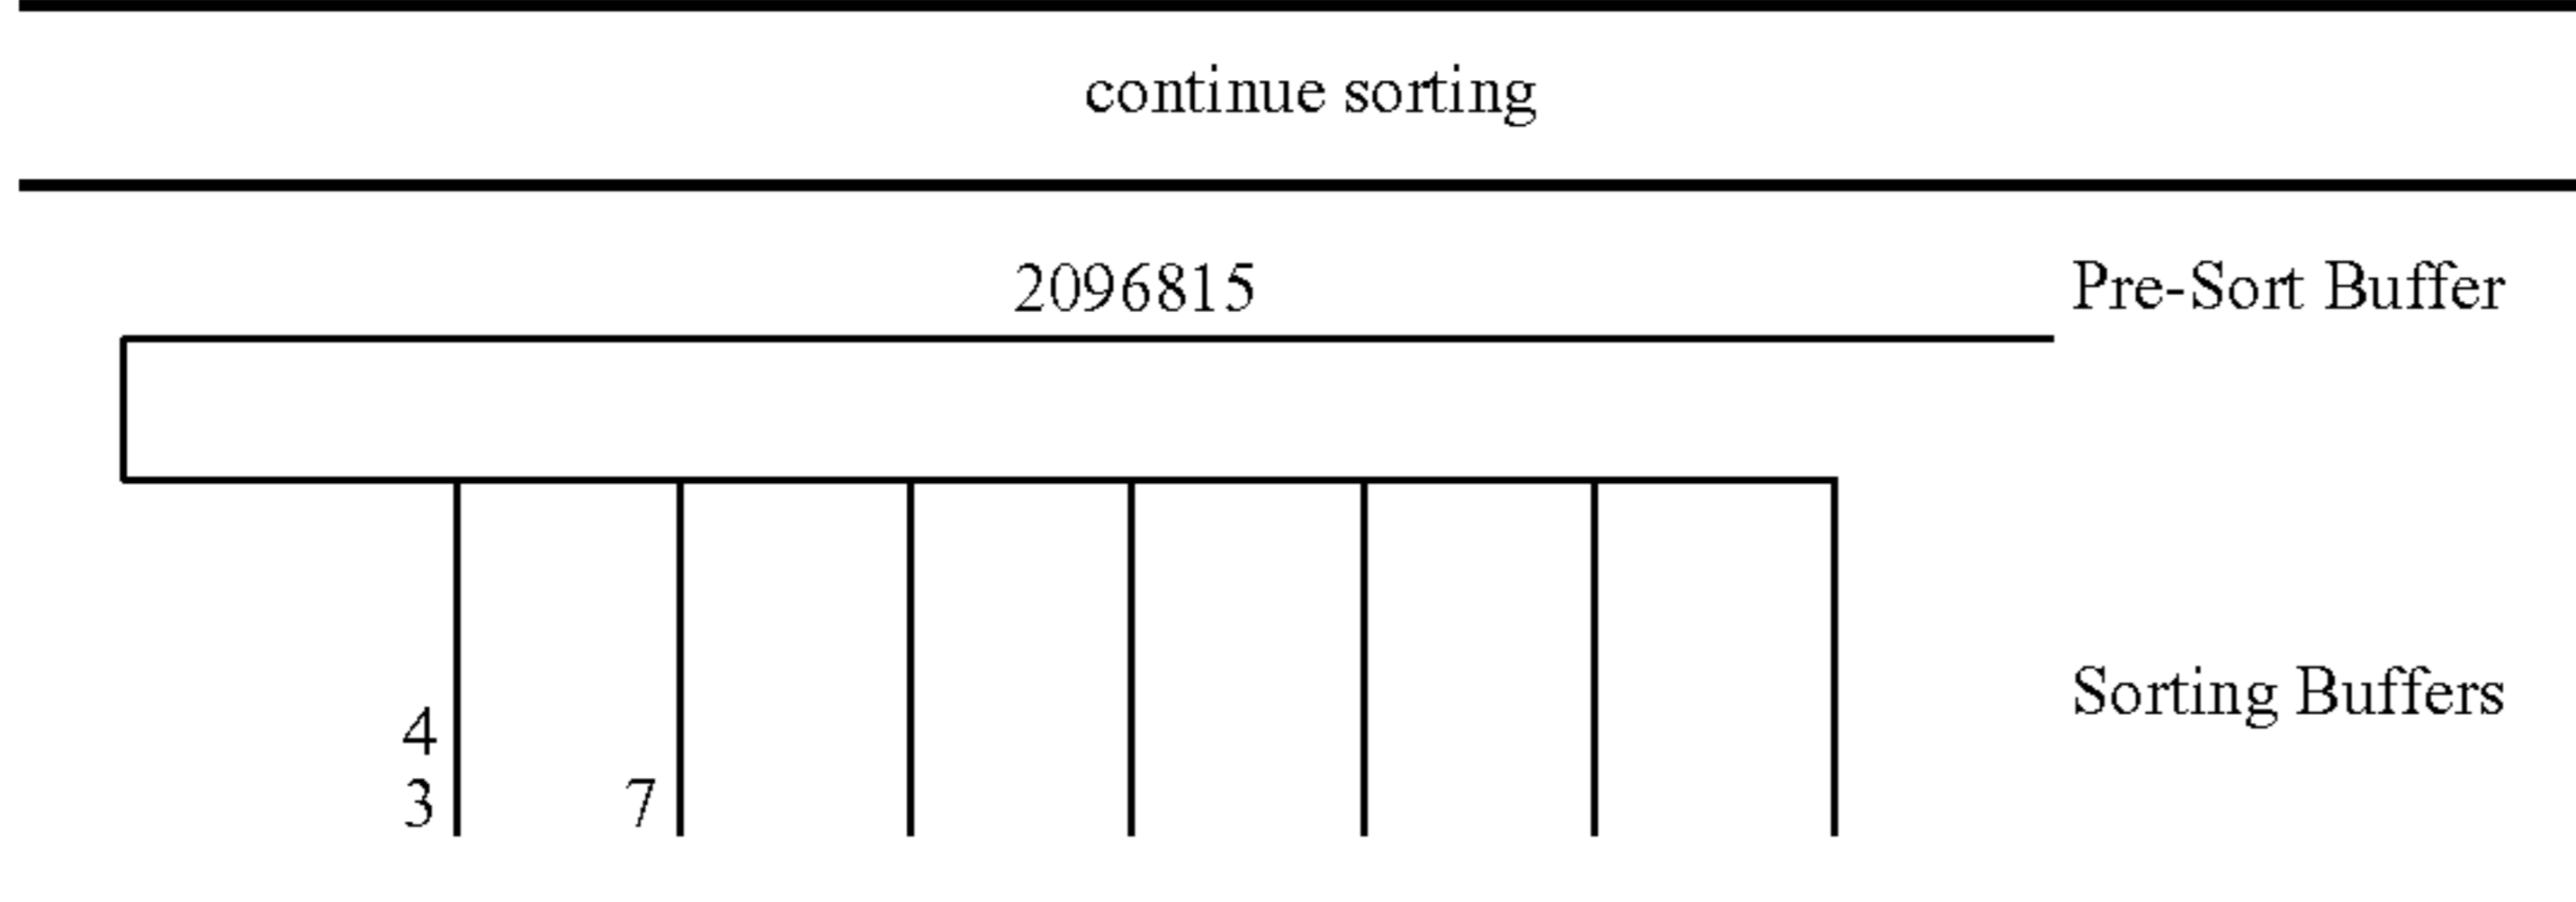 continue sorting
2096815 Pre-Sort Buffer
Sorting Buffers
4
3 7